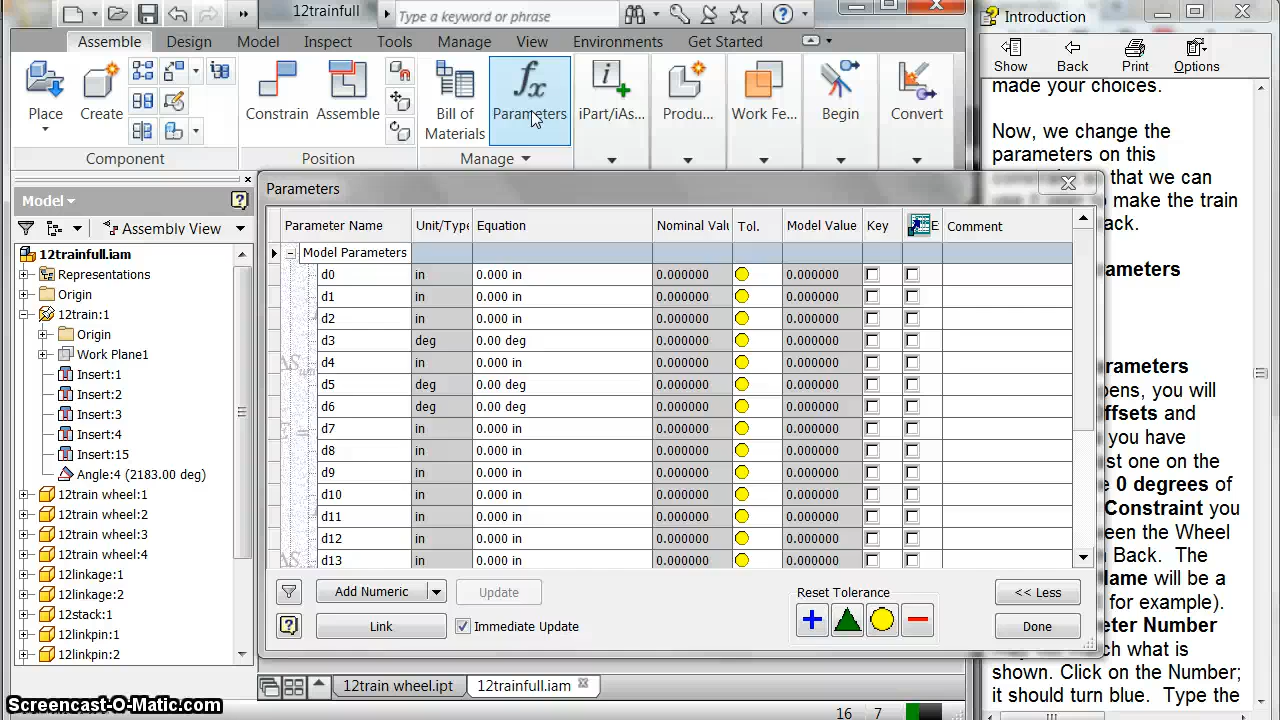 12trainfull
Type a keyword or phrase
Assemble Design Model Inspect Tools Manage View Environments Get Started
Place Create Constrain Assemble Bill of Materials Parameters iPart/iAs... Produ... Work Fe... Begin Convert
Component Position Manage
Model
Assembly View
12trainfull.iam
Representations
Origin
12train:1
Origin
Work Plane1
Insert:1
Insert:2
Insert:3
Insert:4
Insert:15
Angle:4 (2183.00 deg)
12train wheel:1
12train wheel:2
12train wheel:3
12train wheel:4
12linkage:1
12linkage:2
12stack:1
12linkpin:1
12linkpin:2
Parameters
Parameter Name Unit/Type Equation Nominal Valu Tol. Model Value Key E Comment
Model Parameters
d0 in 0.000 in 0.000000 0.000000
d1 in 0.000 in 0.000000 0.000000
d2 in 0.000 in 0.000000 0.000000
d3 deg 0.00 deg 0.000000 0.000000
d4 in 0.000 in 0.000000 0.000000
d5 deg 0.00 deg 0.000000 0.000000
d6 deg 0.00 deg 0.000000 0.000000
d7 in 0.000 in 0.000000 0.000000
d8 in 0.000 in 0.000000 0.000000
d9 in 0.000 in 0.000000 0.000000
d10 in 0.000 in 0.000000 0.000000
d11 in 0.000 in 0.000000 0.000000
d12 in 0.000 in 0.000000 0.000000
d13 in 0.000 in 0.000000 0.000000
Add Numeric Update
Link Immediate Update
Reset Tolerance
<< Less
Done
12train wheel.ipt 12trainfull.iam
16 7
Introduction
Show Back Print Options
made your choices.
Now, we change the
parameters on this
that we can
to make the train
ack.
ameters
rameters
pens, you will
ffsets and
you have
st one on the
0 degrees of
Constraint you
een the Wheel
Back. The
lame will be a
for example).
ter Number
ch what is
shown. Click on the Number;
it should turn blue. Type the
Screencast-O-Matic.com